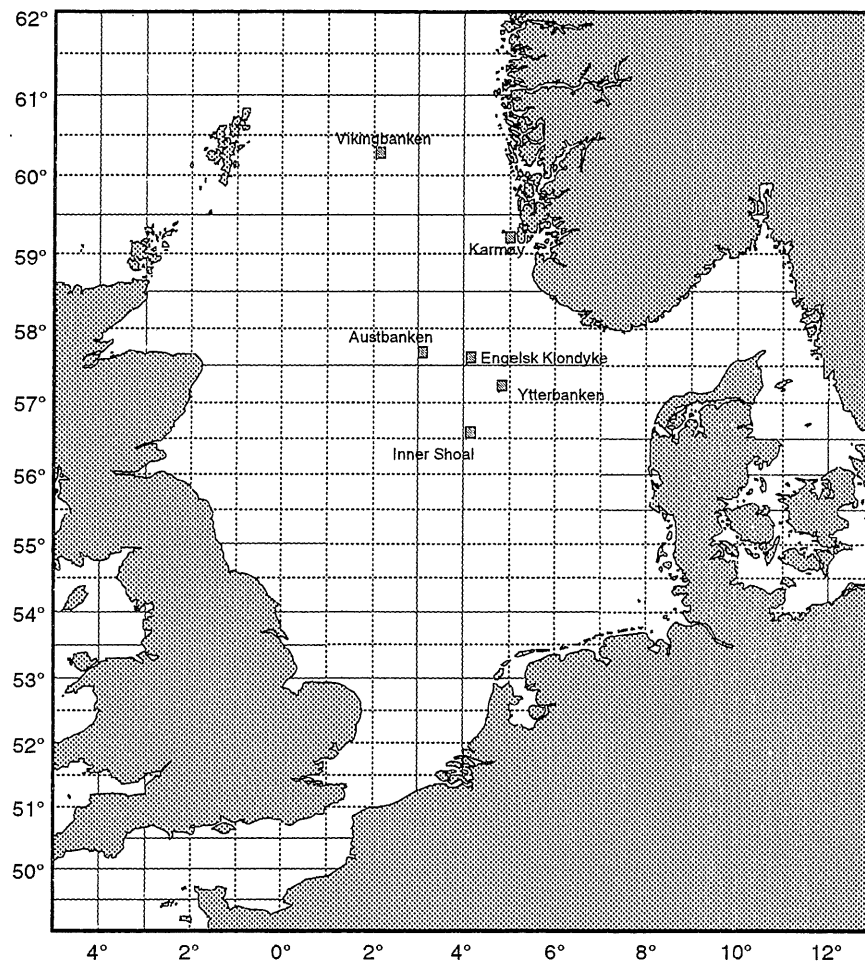 62°
61°
Vikingbanken
60°
59°
Karmøy
58°
Austbanken
Engelsk Klondyke
57°
Ytterbanken
Inner Shoal
56°
55°
54°
53°
52°
51°
50°
4° 2° 0° 2° 4° 6° 8° 10° 12°